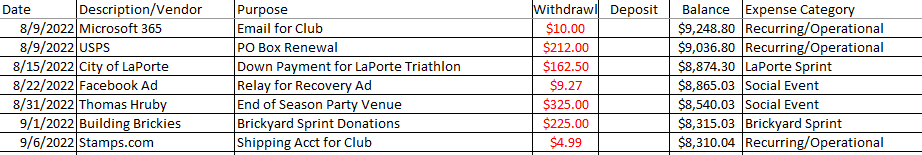 Date Description/Vendor Purpose Withdrawl Deposit Balance Expense Category
8/9/2022 Microsoft 365 Email for Club $10.00 $9,248.80 Recurring/Operational
8/9/2022 USPS PO Box Renewal $212.00 $9,036.80 Recurring/Operational
8/15/2022 City of LaPorte Down Payment for LaPorte Triathlon $162.50 $8,874.30 LaPorte Sprint
8/22/2022 Facebook Ad Relay for Recovery Ad $9.27 $8,865.03 Social Event
8/31/2022 Thomas Hruby End of Season Party Venue $325.00 $8,540.03 Social Event
9/1/2022 Building Brickies Brickyard Sprint Donations $225.00 $8,315.03 Brickyard Sprint
9/6/2022 Stamps.com Shipping Acct for Club $4.99 $8,310.04 Recurring/Operational